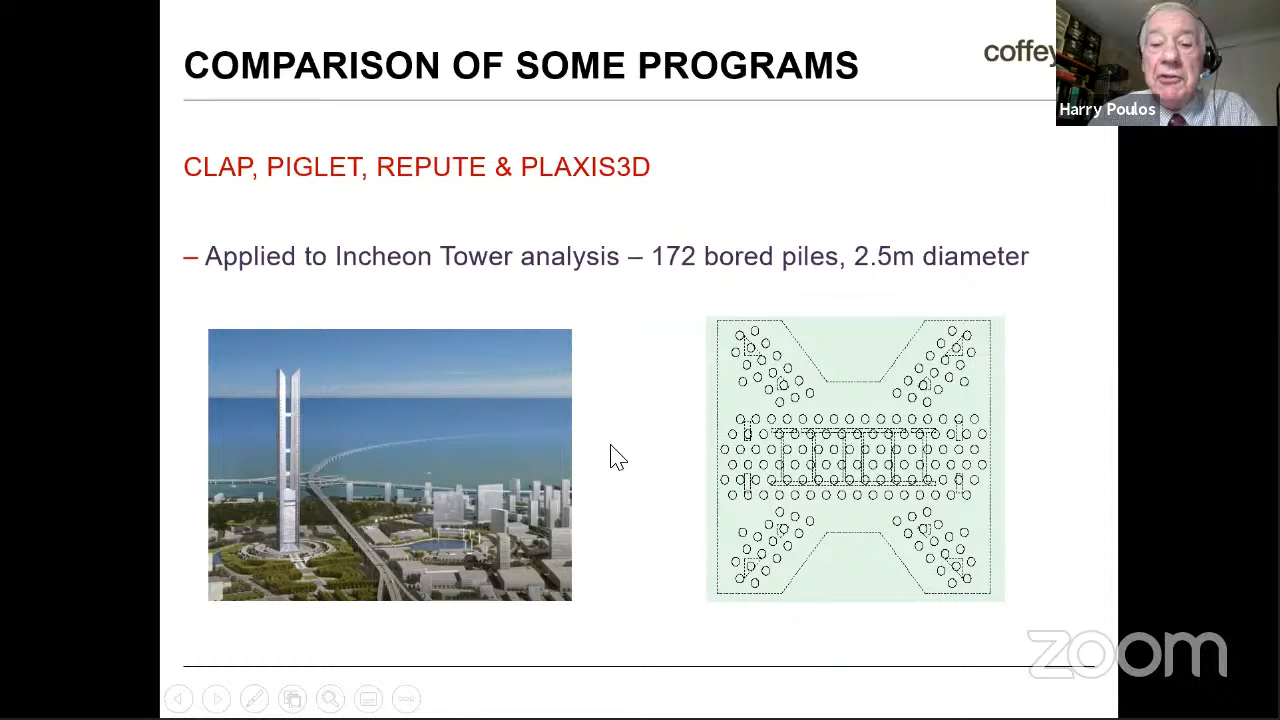 COMPARISON OF SOME PROGRAMS
coffey
Harry Poulos
CLAP, PIGLET, REPUTE & PLAXIS3D
– Applied to Incheon Tower analysis – 172 bored piles, 2.5m diameter
zoom